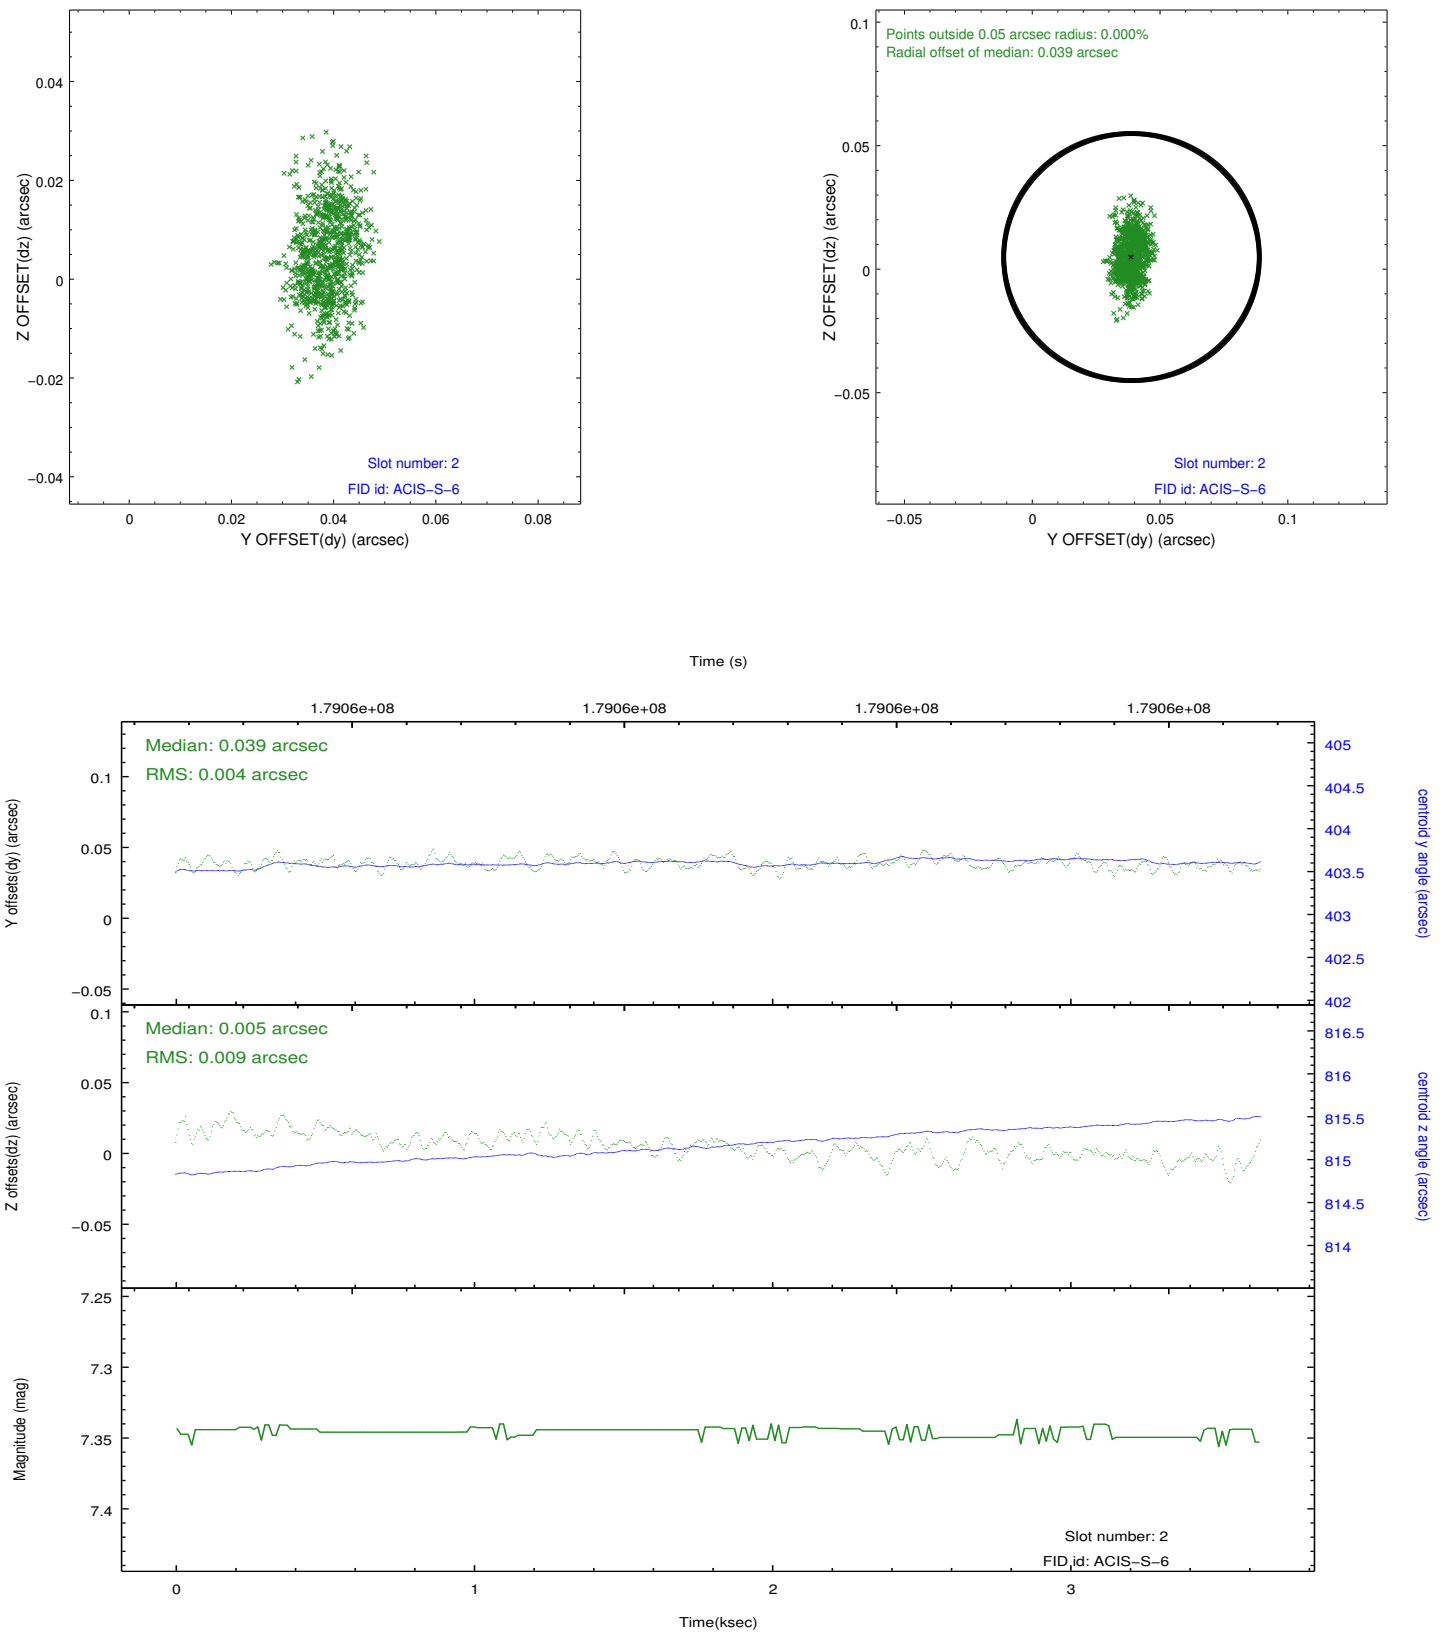 0.04
0.02
0
−0.02
−0.04
Z OFFSET(dz) (arcsec)
Slot number: 2
FID id: ACIS−S−6
0
0.02
0.04
0.06
0.08
Y OFFSET(dy) (arcsec)
0.1
0.05
0
−0.05
Z OFFSET(dz) (arcsec)
Points outside 0.05 arcsec radius: 0.000%
Radial offset of median: 0.039 arcsec
Slot number: 2
FID id: ACIS−S−6
−0.05
0
0.05
0.1
Y OFFSET(dy) (arcsec)
Time (s)
1.7906e+08
1.7906e+08
1.7906e+08
1.7906e+08
Median: 0.039 arcsec
RMS: 0.004 arcsec
0.1
0.05
0
−0.05
Y offsets(dy) (arcsec)
405
404.5
404
403.5
403
402.5
402
centroid y angle (arcsec)
Median: 0.005 arcsec
RMS: 0.009 arcsec
0.1
0.05
0
−0.05
Z offsets(dz) (arcsec)
816.5
816
815.5
815
814.5
814
centroid z angle (arcsec)
7.25
7.3
7.35
7.4
Magnitude (mag)
Slot number: 2
FID id: ACIS−S−6
0
1
2
3
Time(ksec)